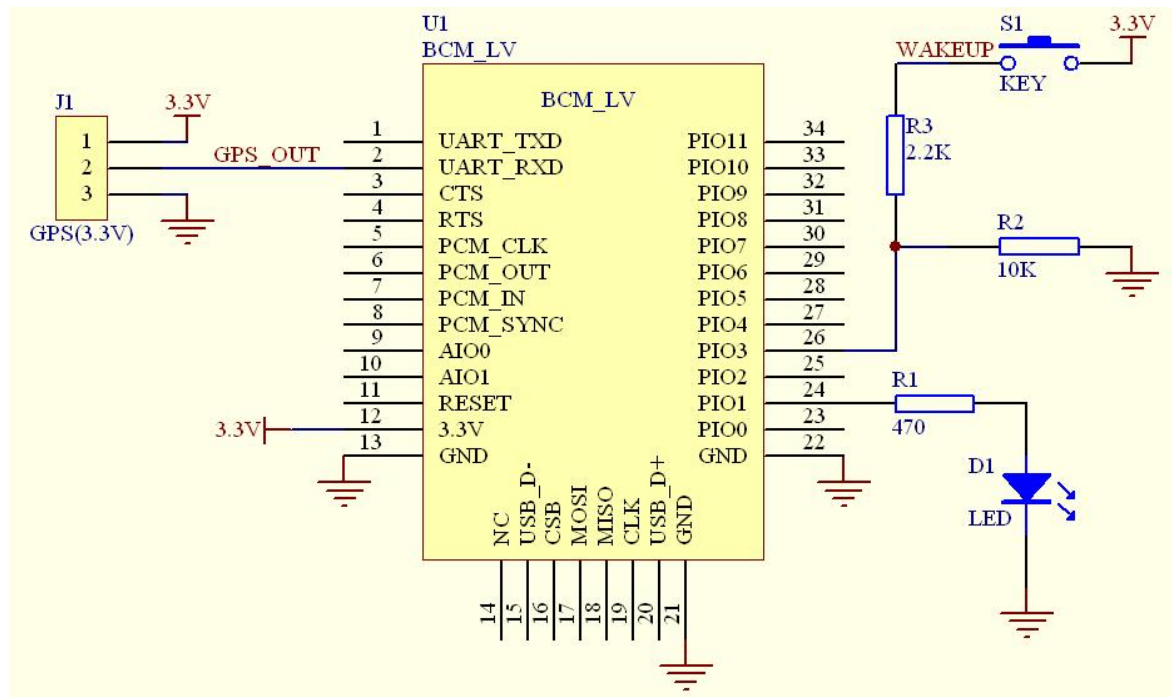 U1
BCM_LV
BCM_LV
J1
3.3V
1
2
3
GPS_OUT
GPS(3.3V)
3.3V
1 UART_TXD
2 UART_RXD
3 CTS
4 RTS
5 PCM_CLK
6 PCM_OUT
7 PCM_IN
8 PCM_SYNC
9 AIO0
10 AIO1
11 RESET
12 3.3V
13 GND
PIO11 34
PIO10 33
PIO9 32
PIO8 31
PIO7 30
PIO6 29
PIO5 28
PIO4 27
PIO3 26
PIO2 25
PIO1 24
PIO0 23
GND 22
NC 14
USB_D- 15
CSB 16
MOSI 17
MISO 18
CLK 19
USB_D+ 20
GND 21
WAKEUP
S1
KEY
3.3V
R3
2.2K
R2
10K
R1
470
D1
LED